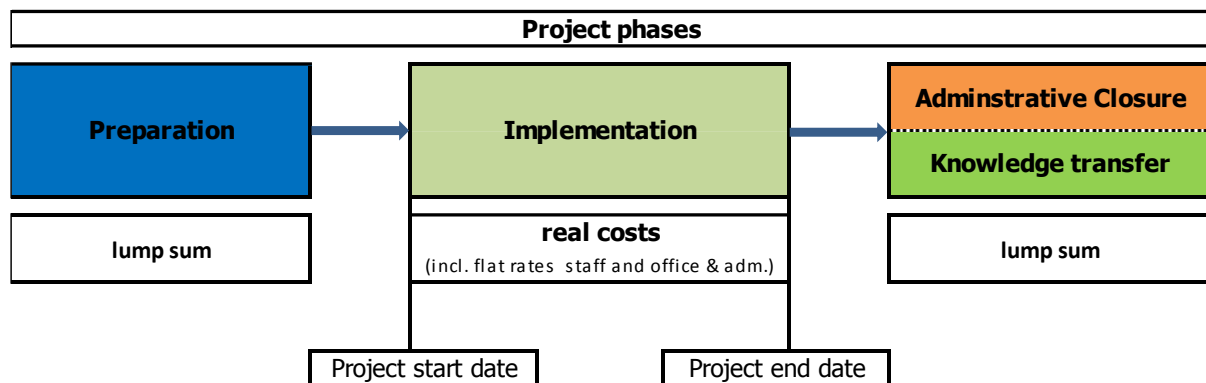 Project phases
Preparation
Implementation
Adminstrative Closure
Knowledge transfer
lump sum
real costs
(incl. flat rates staff and office & adm.)
lump sum
Project start date
Project end date